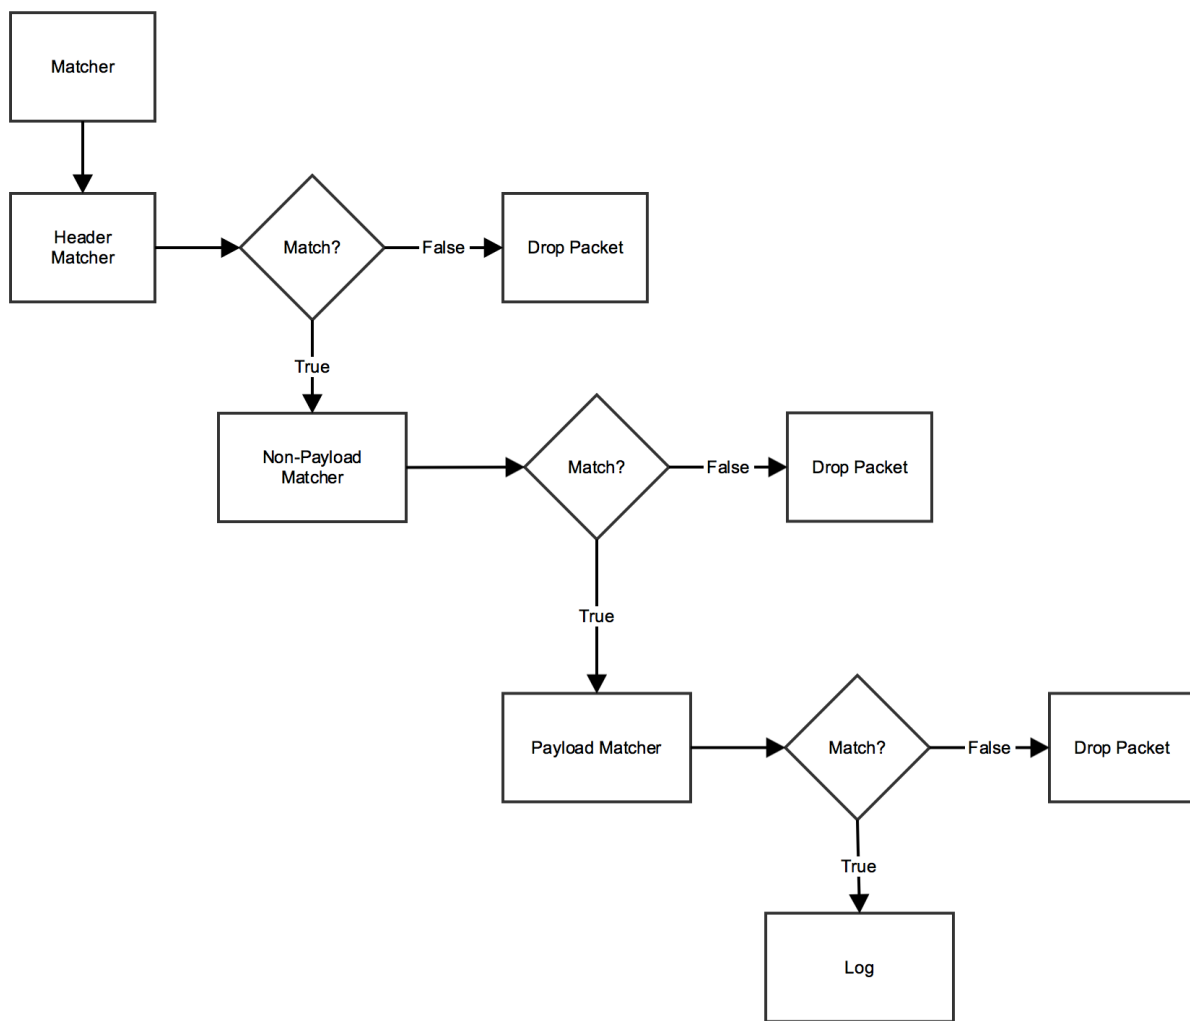 Matcher
Header
Matcher
Match?
False
Drop Packet
True
Non-Payload
Matcher
Match?
False
Drop Packet
True
Payload Matcher
Match?
False
Drop Packet
True
Log